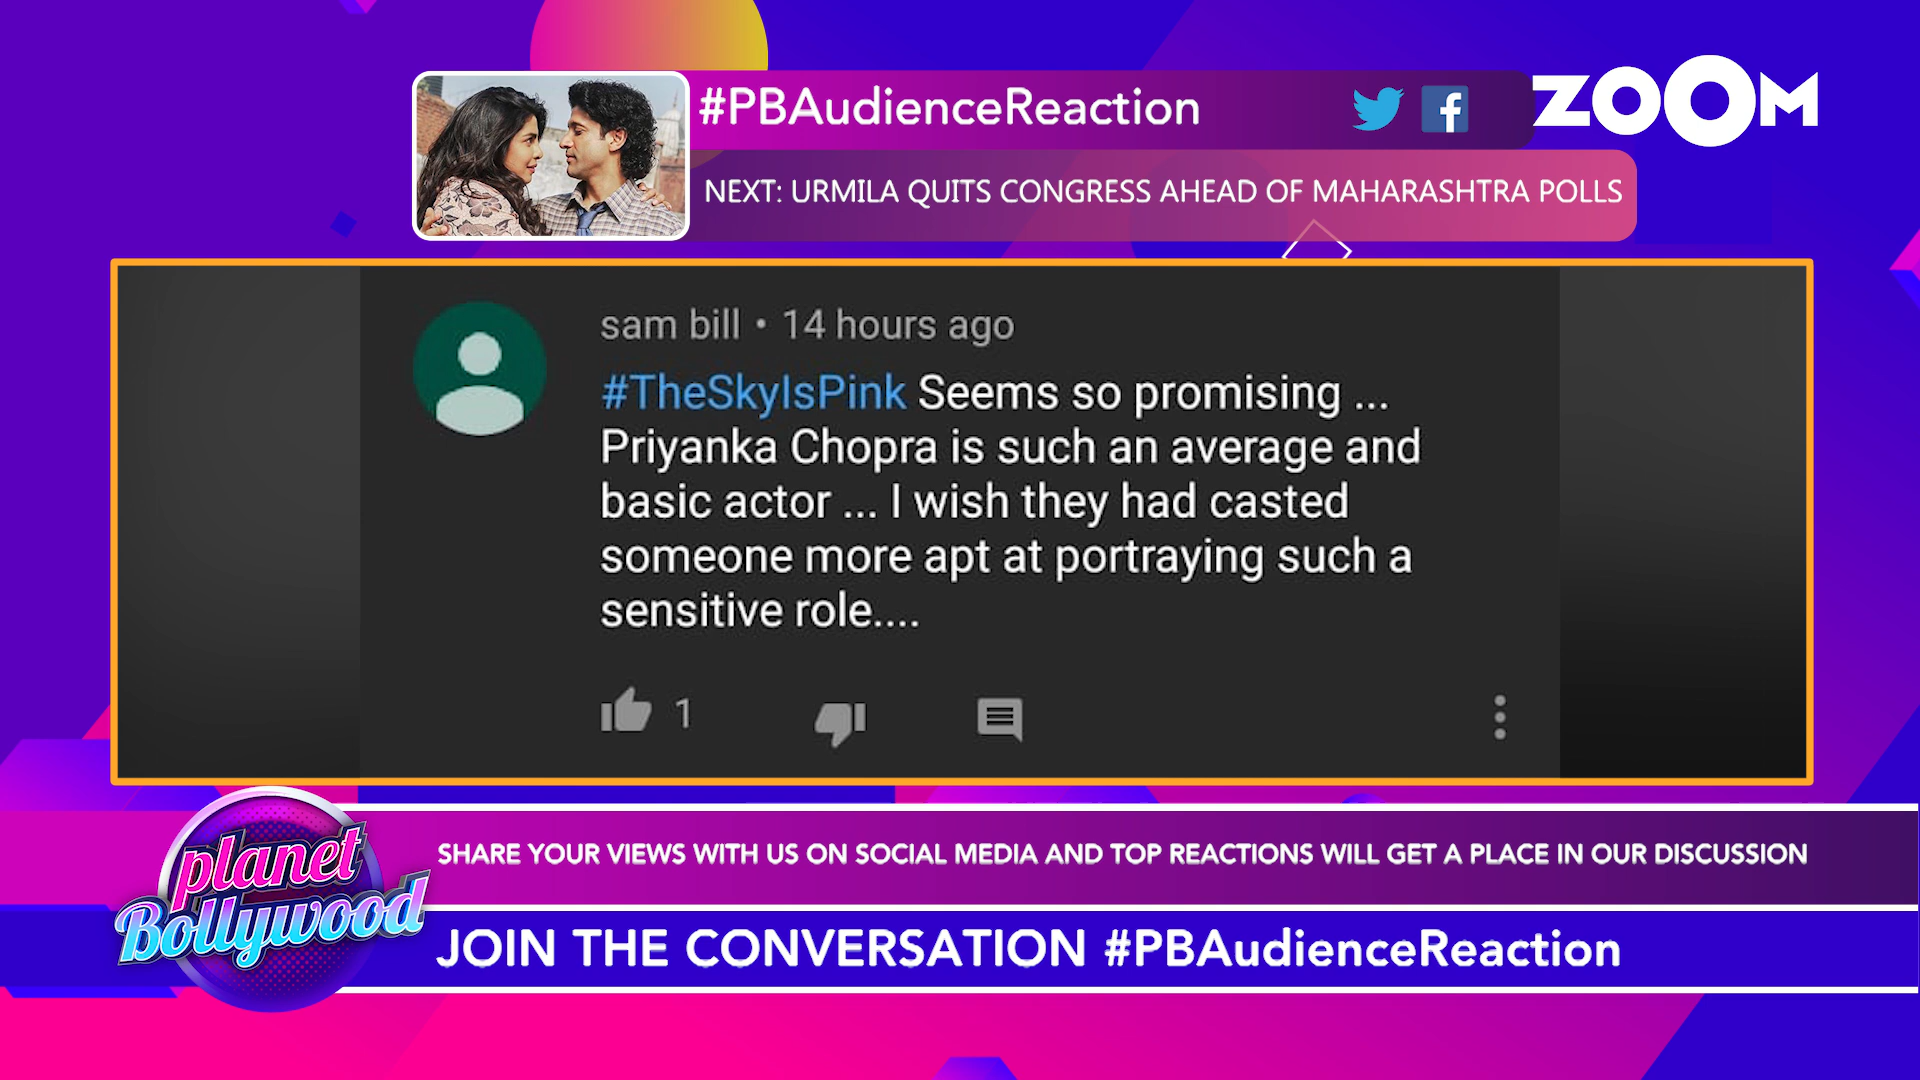 #PBAudienceReaction
ZOOM
NEXT: URMILA QUITS CONGRESS AHEAD OF MAHARASHTRA POLLS
sam bill • 14 hours ago
#TheSkyIsPink Seems so promising ...
Priyanka Chopra is such an average and
basic actor ... I wish they had casted
someone more apt at portraying such a
sensitive role....
1
planet
Bollywood
SHARE YOUR VIEWS WITH US ON SOCIAL MEDIA AND TOP REACTIONS WILL GET A PLACE IN OUR DISCUSSION
JOIN THE CONVERSATION #PBAudienceReaction